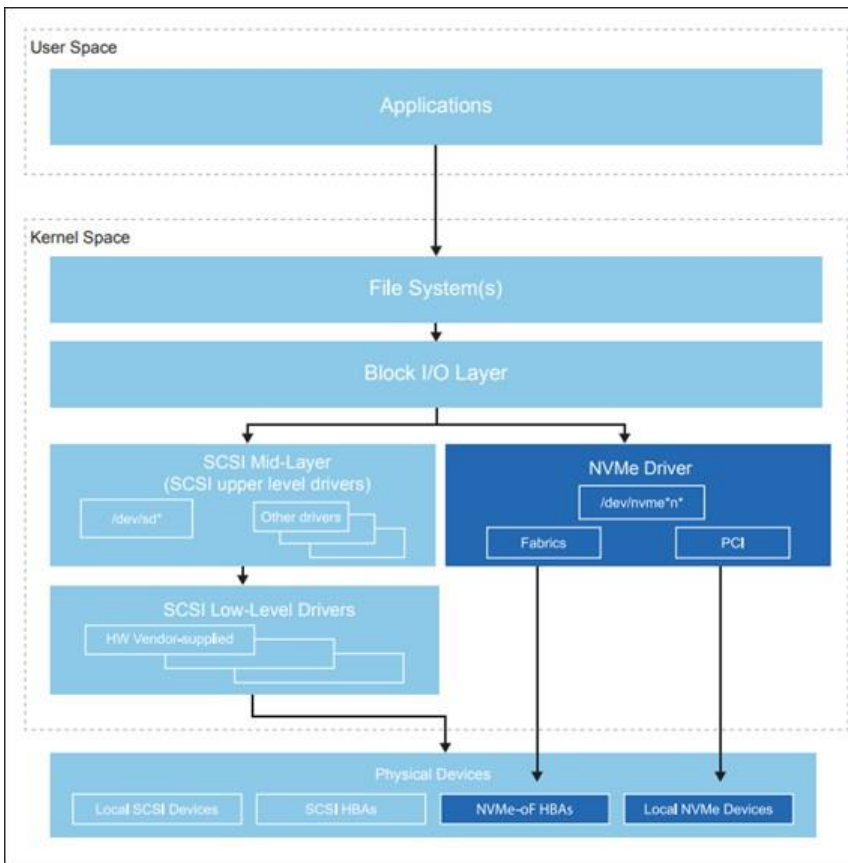 User Space
Applications
Kernel Space
File System(s)
Block I/O Layer
SCSI Mid-Layer
(SCSI upper level drivers)
/dev/sd*
Other drivers
NVMe Driver
/dev/nvme*n*
Fabrics
PCI
SCSI Low-Level Drivers
HW Vendor-supplied
Physical Devices
Local SCSI Devices
SCSI HBAs
NVMe-oF HBAs
Local NVMe Devices